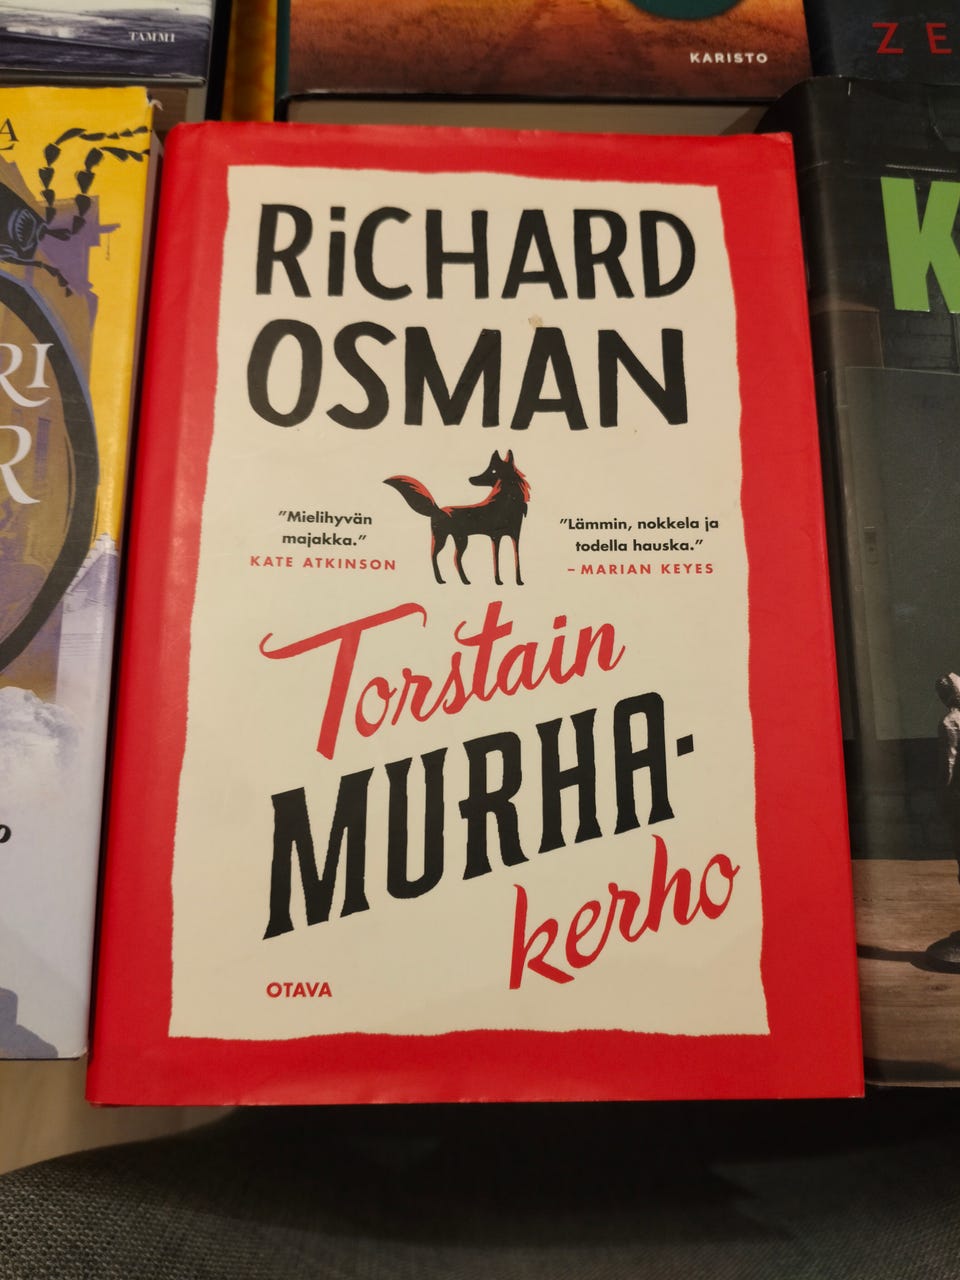 TAMMI
KARISTO
RiCHARD
OSMAN
"Mielihyvän
majakka."
KATE ATKINSON
"Lämmin, nokkela ja
todella hauska."
– MARIAN KEYES
Torstain
MURHA-
kerho
OTAVA